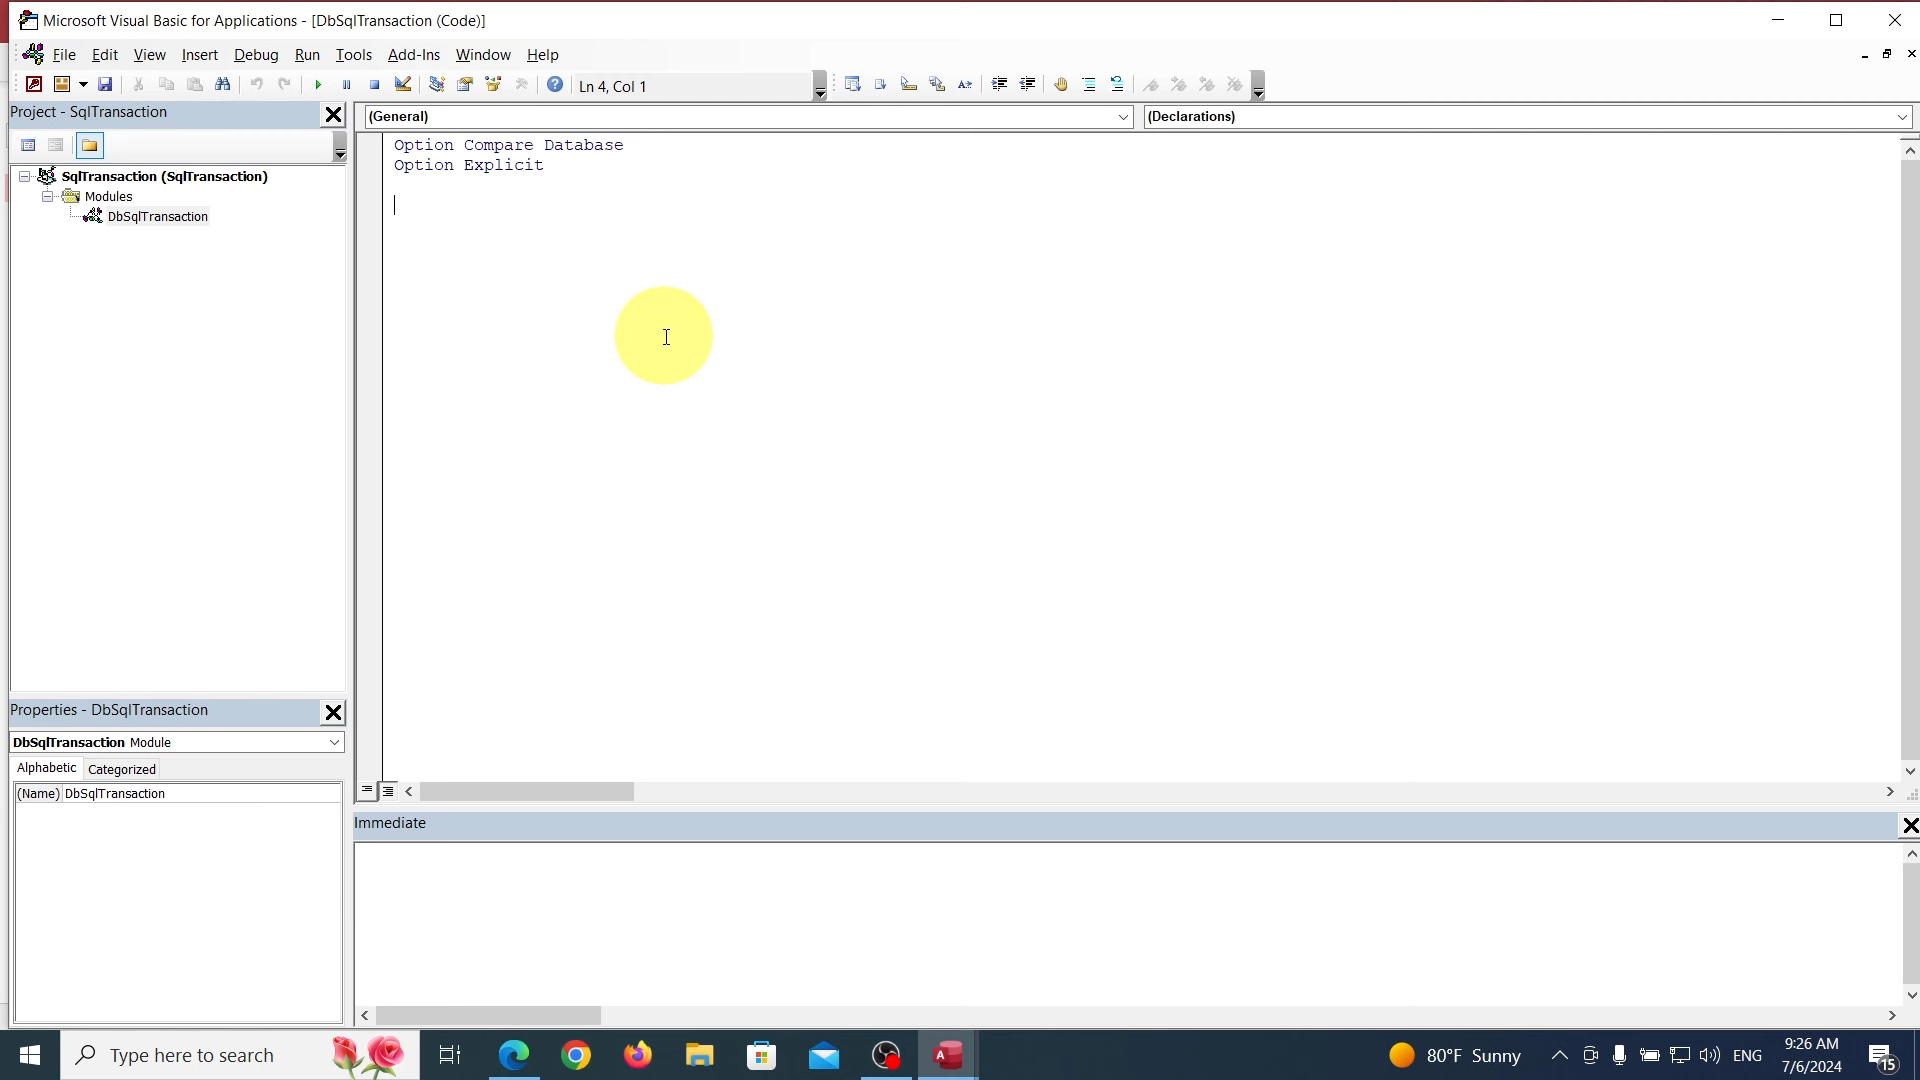 Microsoft Visual Basic for Applications - [DbSqlTransaction (Code)]
File Edit View Insert Debug Run Tools Add-Ins Window Help
Ln 4, Col 1
Project - SqlTransaction
(General)
(Declarations)
Option Compare Database
Option Explicit
SqlTransaction (SqlTransaction)
Modules
DbSqlTransaction
Properties - DbSqlTransaction
DbSqlTransaction Module
Alphabetic Categorized
(Name) DbSqlTransaction
Immediate
Type here to search
80°F Sunny
ENG
9:26 AM
7/6/2024
15